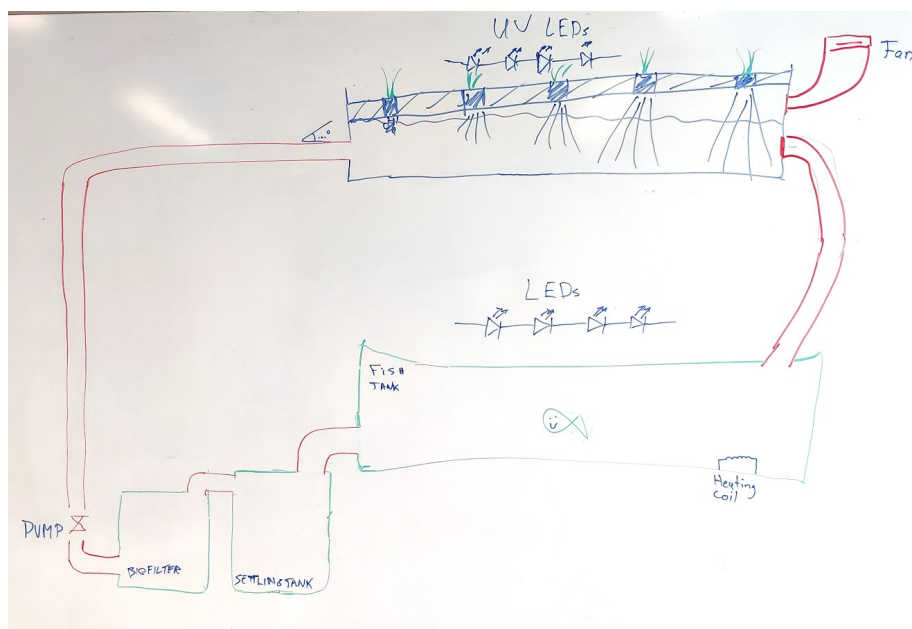 UV LEDs
Fan
LEDs
FISH
TANK
Heating
coil
PUMP
BIOFILTER
SETTLING TANK